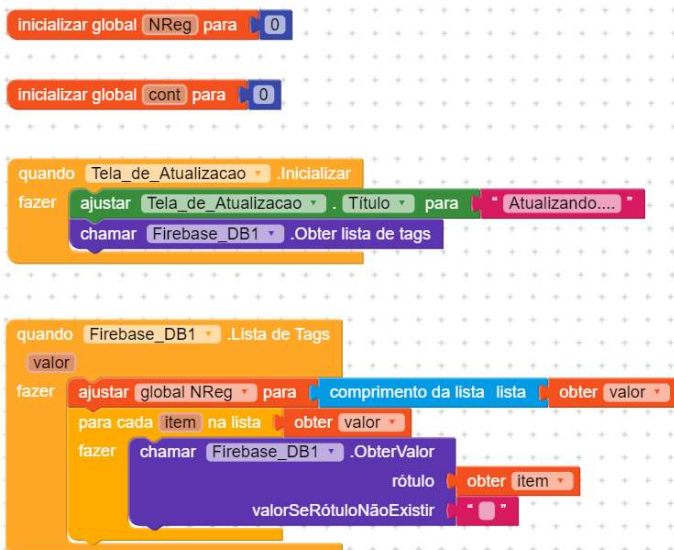 inicializar global NReg para 0
inicializar global cont para 0
quando Tela_de_Atualizacao .Inicializar
fazer ajustar Tela_de_Atualizacao . Título para " Atualizando.... "
chamar Firebase_DB1 .Obter lista de tags
quando Firebase_DB1 .Lista de Tags
valor
fazer ajustar global NReg para comprimento da lista lista obter valor
para cada item na lista obter valor
fazer chamar Firebase_DB1 .ObterValor
rótulo obter item
valorSeRótuloNãoExistir " "